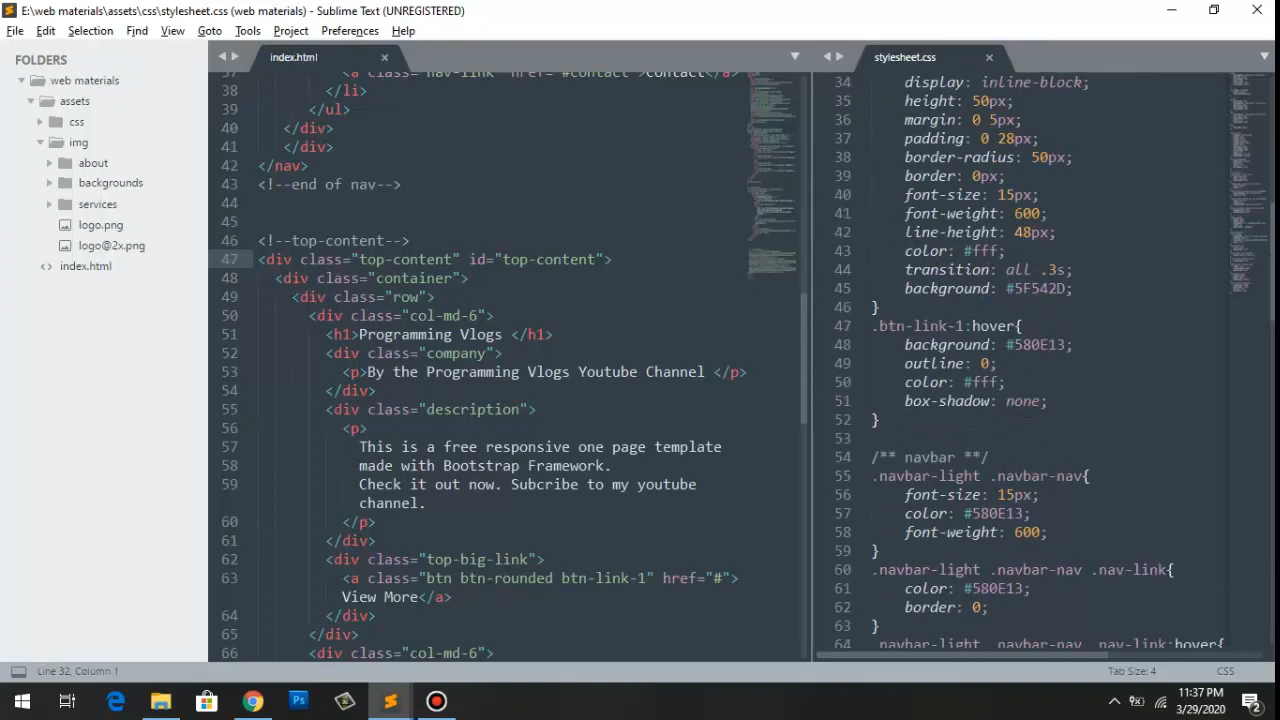 E:\web materials\assets\css\stylesheet.css (web materials) - Sublime Text (UNREGISTERED)
File Edit Selection Find View Goto Tools Project Preferences Help
FOLDERS
web materials
assets
css
img
about
backgrounds
services
logo.png
logo@2x.png
<> index.html
index.html
37 <a class="nav-link" href="#contact">Contact</a>
38 </li>
39 </ul>
40 </div>
41 </div>
42 </nav>
43 <!--end of nav-->
44
45
46 <!--top-content-->
47 <div class="top-content" id="top-content">
48 <div class="container">
49 <div class="row">
50 <div class="col-md-6">
51 <h1>Programming Vlogs </h1>
52 <div class="company">
53 <p>By the Programming Vlogs Youtube Channel </p>
54 </div>
55 <div class="description">
56 <p>
57 This is a free responsive one page template
58 made with Bootstrap Framework.
59 Check it out now. Subcribe to my youtube
channel.
60 </p>
61 </div>
62 <div class="top-big-link">
63 <a class="btn btn-rounded btn-link-1" href="#">
View More</a>
64 </div>
65 </div>
66 <div class="col-md-6">
stylesheet.css
34 display: inline-block;
35 height: 50px;
36 margin: 0 5px;
37 padding: 0 28px;
38 border-radius: 50px;
39 border: 0px;
40 font-size: 15px;
41 font-weight: 600;
42 line-height: 48px;
43 color: #fff;
44 transition: all .3s;
45 background: #5F542D;
46 }
47 .btn-link-1:hover{
48 background: #580E13;
49 outline: 0;
50 color: #fff;
51 box-shadow: none;
52 }
53
54 /** navbar **/
55 .navbar-light .navbar-nav{
56 font-size: 15px;
57 color: #580E13;
58 font-weight: 600;
59 }
60 .navbar-light .navbar-nav .nav-link{
61 color: #580E13;
62 border: 0;
63 }
64 .navbar-light .navbar-nav .nav-link:hover{
Line 32, Column 1
Tab Size: 4
CSS
Ps
11:37 PM
3/29/2020
2